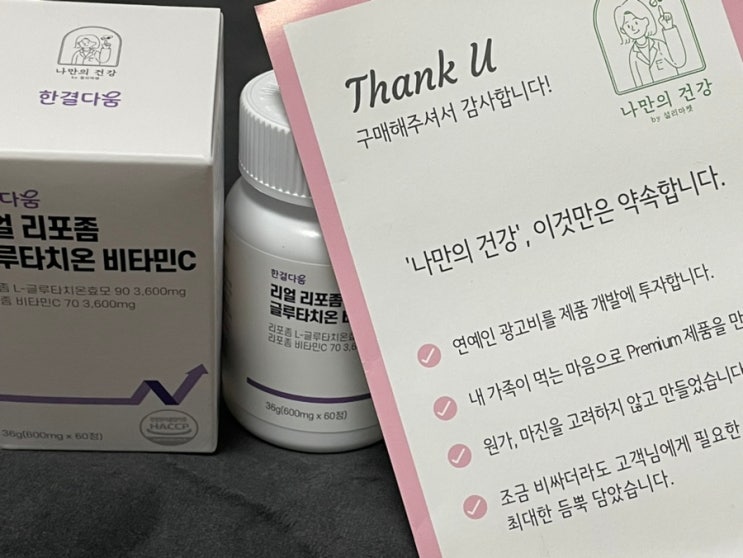 나만의 건강
by 설리마켓
한결다움
다움
얼 리포좀
루타치온 비타민C
좀 L-글루타치온효모 90 3,600mg
좀 비타민C 70 3,600mg
36g(600mg x 60정)
HACCP
한결다움
리얼 리포좀
글루타치온
리포좀 L-글루타치온효
리포좀 비타민C 70 3,6
36g(600mg x 60정)
Thank U
구매해주셔서 감사합니다!
나만의 건강
by 설리마켓
'나만의 건강', 이것만은 약속합니다.
연예인 광고비를 제품 개발에 투자합니다.
내 가족이 먹는 마음으로 Premium 제품을 만
원가, 마진을 고려하지 않고 만들었습니다
조금 비싸더라도 고객님에게 필요한
최대한 듬뿍 담았습니다.